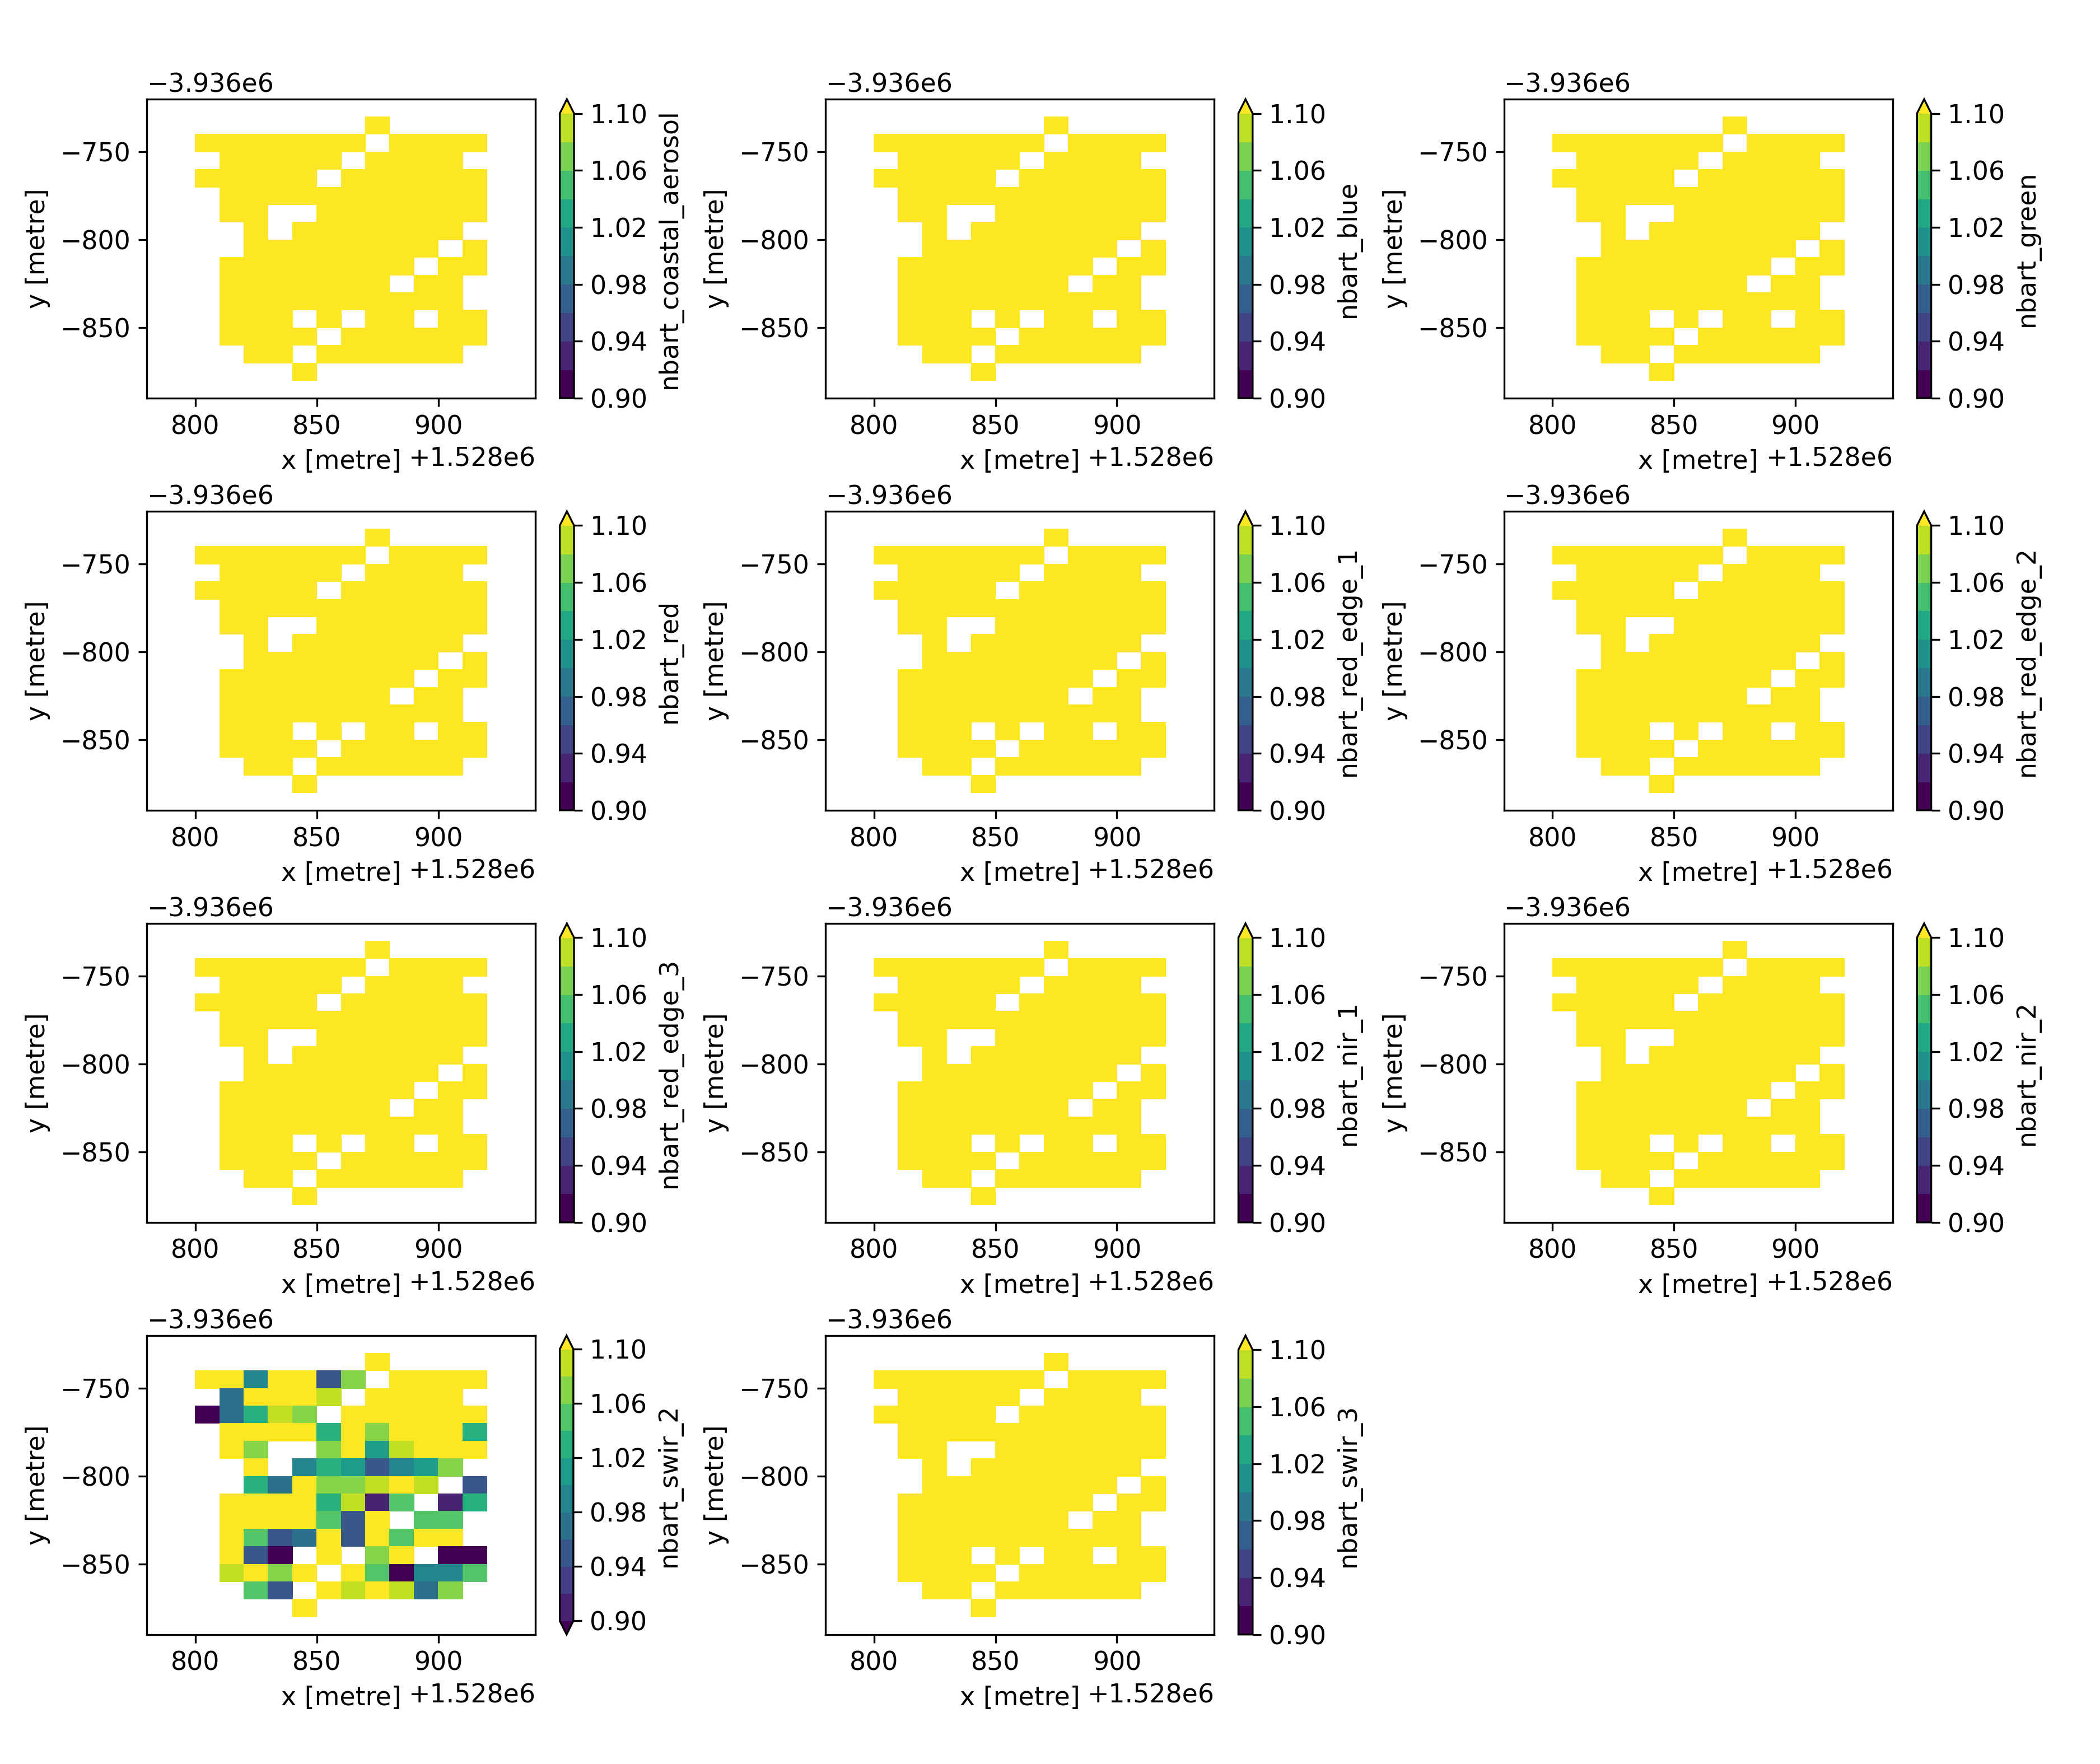 −3.936e6
−750
−800
−850
y [metre]
800 850 900
x [metre] +1.528e6
1.10
1.06
1.02
0.98
0.94
0.90
nbart_coastal_aerosol
−3.936e6
−750
−800
−850
y [metre]
800 850 900
x [metre] +1.528e6
1.10
1.06
1.02
0.98
0.94
0.90
nbart_blue
−3.936e6
−750
−800
−850
y [metre]
800 850 900
x [metre] +1.528e6
1.10
1.06
1.02
0.98
0.94
0.90
nbart_green
−3.936e6
−750
−800
−850
y [metre]
800 850 900
x [metre] +1.528e6
1.10
1.06
1.02
0.98
0.94
0.90
nbart_red
−3.936e6
−750
−800
−850
y [metre]
800 850 900
x [metre] +1.528e6
1.10
1.06
1.02
0.98
0.94
0.90
nbart_red_edge_1
−3.936e6
−750
−800
−850
y [metre]
800 850 900
x [metre] +1.528e6
1.10
1.06
1.02
0.98
0.94
0.90
nbart_red_edge_2
−3.936e6
−750
−800
−850
y [metre]
800 850 900
x [metre] +1.528e6
1.10
1.06
1.02
0.98
0.94
0.90
nbart_red_edge_3
−3.936e6
−750
−800
−850
y [metre]
800 850 900
x [metre] +1.528e6
1.10
1.06
1.02
0.98
0.94
0.90
nbart_nir_1
−3.936e6
−750
−800
−850
y [metre]
800 850 900
x [metre] +1.528e6
1.10
1.06
1.02
0.98
0.94
0.90
nbart_nir_2
−3.936e6
−750
−800
−850
y [metre]
800 850 900
x [metre] +1.528e6
1.10
1.06
1.02
0.98
0.94
0.90
nbart_swir_2
−3.936e6
−750
−800
−850
y [metre]
800 850 900
x [metre] +1.528e6
1.10
1.06
1.02
0.98
0.94
0.90
nbart_swir_3